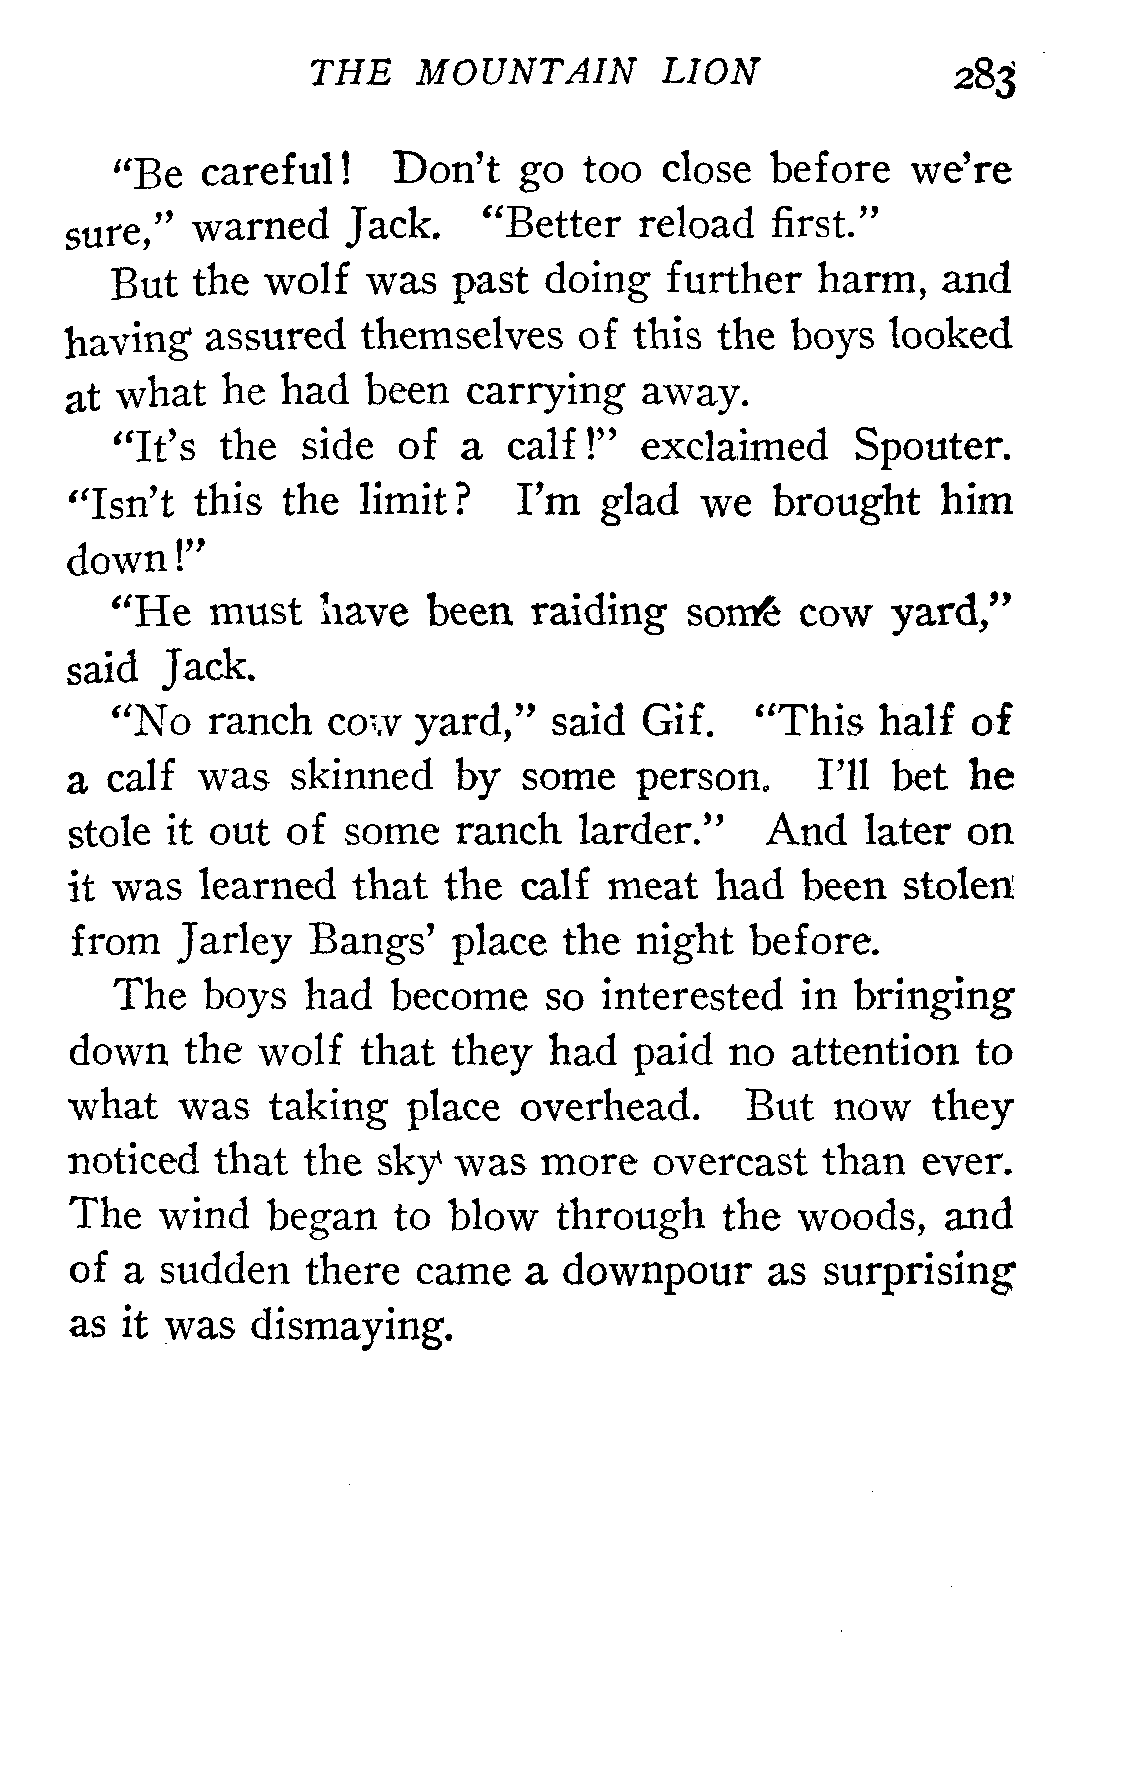 THE MOUNTAIN LION 283
"Be careful! Don't go too close before we're
sure," warned Jack. "Better reload first."
But the wolf was past doing further harm, and
having assured themselves of this the boys looked
at what he had been carrying away.
"It's the side of a calf!" exclaimed Spouter.
"Isn't this the limit? I'm glad we brought him
down!"
"He must have been raiding some cow yard,"
said Jack.
"No ranch cow yard," said Gif. "This half of
a calf was skinned by some person. I'll bet he
stole it out of some ranch larder." And later on
it was learned that the calf meat had been stolen
from Jarley Bangs' place the night before.
The boys had become so interested in bringing
down the wolf that they had paid no attention to
what was taking place overhead. But now they
noticed that the sky was more overcast than ever.
The wind began to blow through the woods, and
of a sudden there came a downpour as surprising
as it was dismaying.